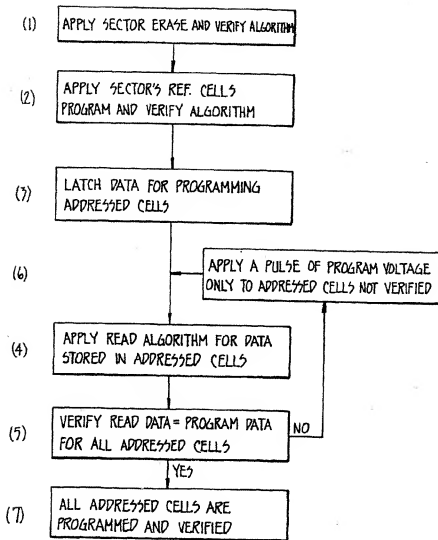 (1)
APPLY SECTOR ERASE AND VERIFY ALGORITHM
(2)
APPLY SECTOR'S REF. CELLS
PROGRAM AND VERIFY ALGORITHM
(3)
LATCH DATA FOR PROGRAMMING
ADDRESSED CELLS
(6)
APPLY A PULSE OF PROGRAM VOLTAGE
ONLY TO ADDRESSED CELLS NOT VERIFIED
(4)
APPLY READ ALGORITHM FOR DATA
STORED IN ADDRESSED CELLS
(5)
VERIFY READ DATA = PROGRAM DATA
FOR ALL ADDRESSED CELLS
NO
YES
(7)
ALL ADDRESSED CELLS ARE
PROGRAMMED AND VERIFIED